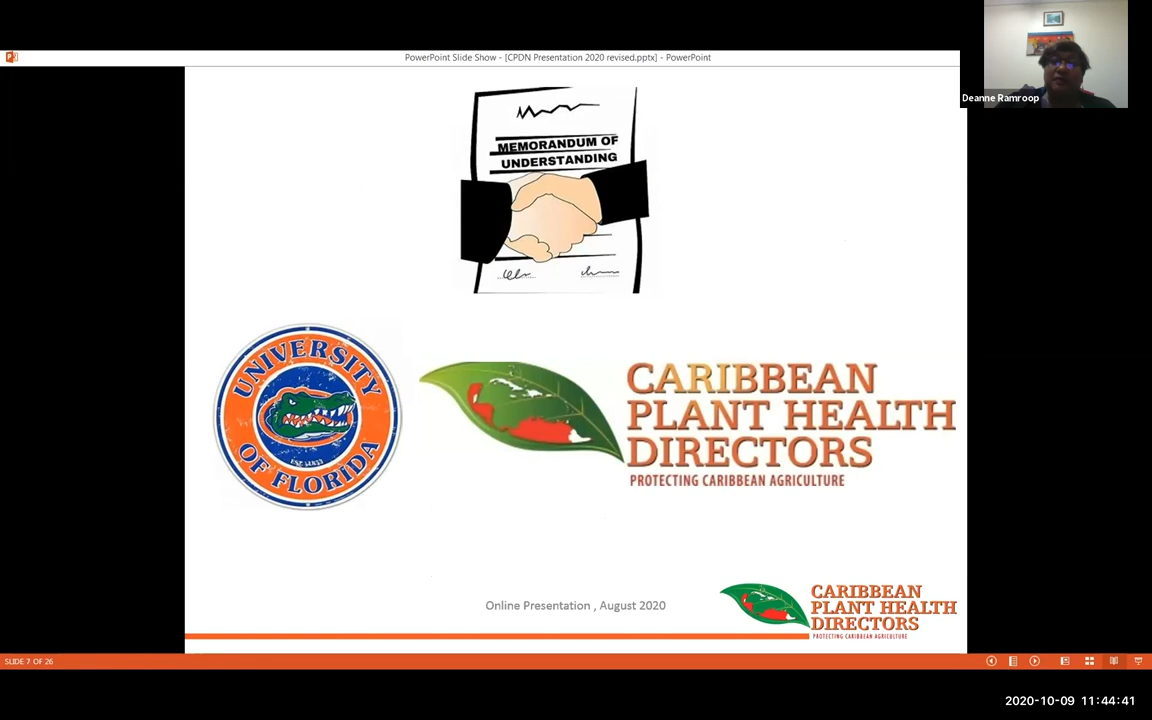 PowerPoint Slide Show - [CPDN Presentation 2020 revised.pptx] - PowerPoint
Deanne Ramroop
MEMORANDUM OF
UNDERSTANDING
UNIVERSITY
OF FLORIDA
CARIBBEAN
PLANT HEALTH
DIRECTORS
PROTECTING CARIBBEAN AGRICULTURE
Online Presentation , August 2020
CARIBBEAN
PLANT HEALTH
DIRECTORS
PROTECTING CARIBBEAN AGRICULTURE
SLIDE 7 OF 26
2020-10-09 11:44:41